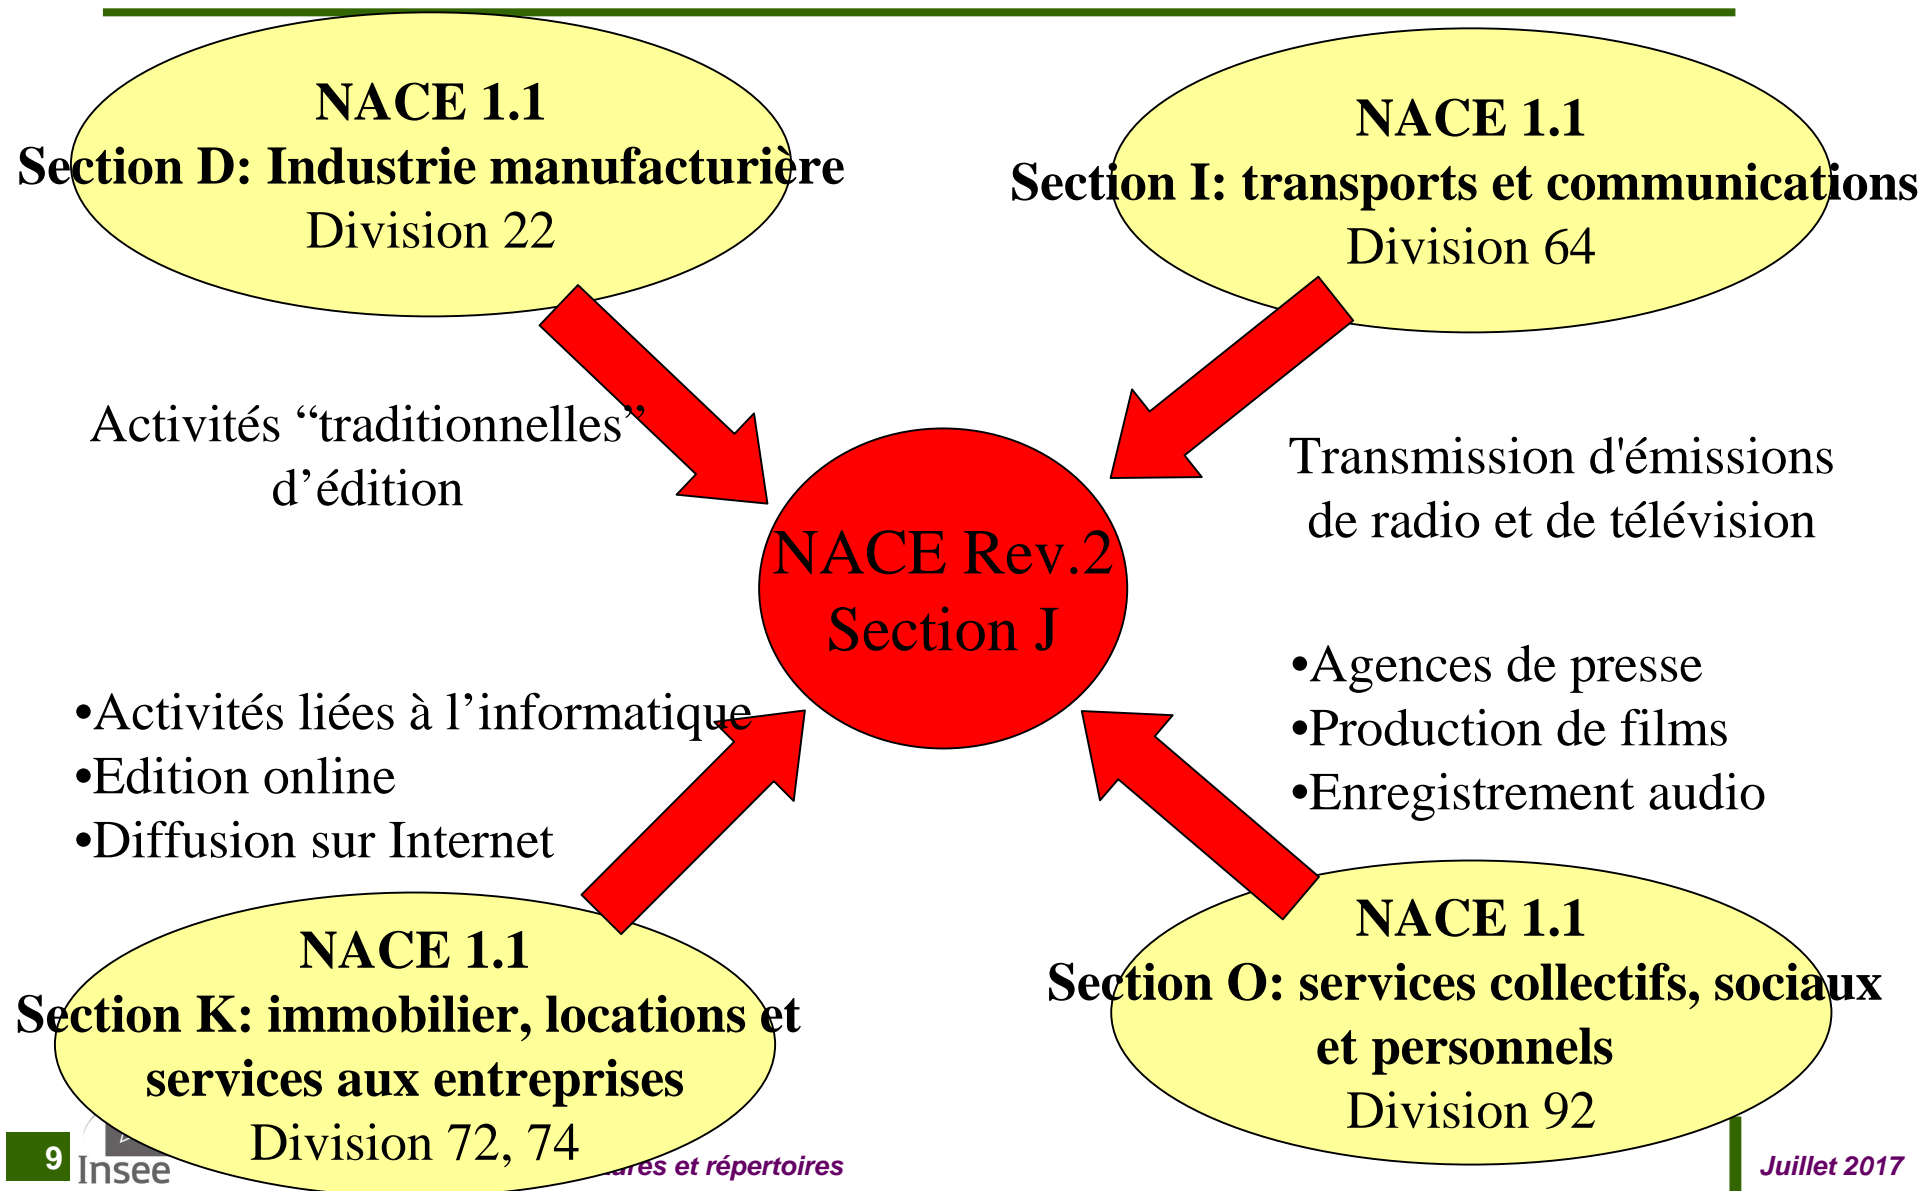 NACE 1.1
Section D: Industrie manufacturière
Division 22
NACE 1.1
Section I: transports et communications
Division 64
Activités “traditionnelles”
d’édition
Transmission d'émissions
de radio et de télévision
NACE Rev.2
Section J
•Activités liées à l’informatique
•Edition online
•Diffusion sur Internet
•Agences de presse
•Production de films
•Enregistrement audio
NACE 1.1
Section K: immobilier, locations et
services aux entreprises
Division 72, 74
NACE 1.1
Section O: services collectifs, sociaux
et personnels
Division 92
9
Insee
et répertoires
Juillet 2017